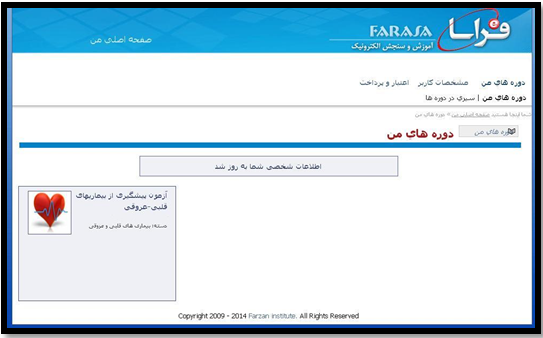 فراسا
FARASA
آموزش و سنجش الکترونیک
صفحه اصلی من
دوره های من مشخصات کاربر اعتبار و پرداخت
دوره های من | سیری در دوره ها
شما اینجا هستید: صفحه اصلی من » دوره های من
دوره های من
دوره های من
اطلاعات شخصی شما به روز شد
آزمون پیشگیری از بیماریهای
قلبی-عروقی
دسته: بیماری های قلبی و عروقی
Copyright 2009 - 2014 Farzan institute. All Rights Reserved